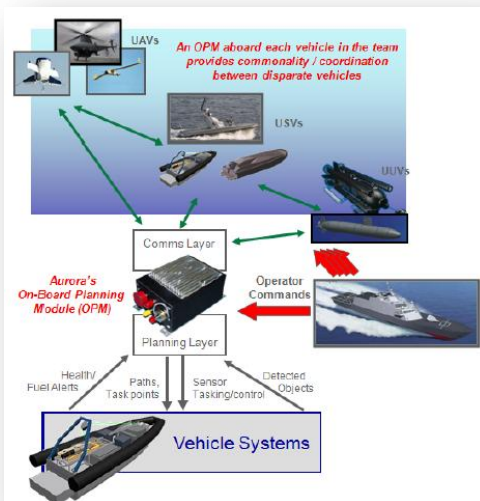 UAVs
An OPM aboard each vehicle in the team
provides commonality / coordination
between disparate vehicles
USVs
UUVs
Comms Layer
Aurora's
On-Board Planning
Module (OPM)
Operator
Commands
Planning Layer
Health/
Fuel Alerts
Paths,
Task points
Sensor
Tasking/control
Detected
Objects
Vehicle Systems